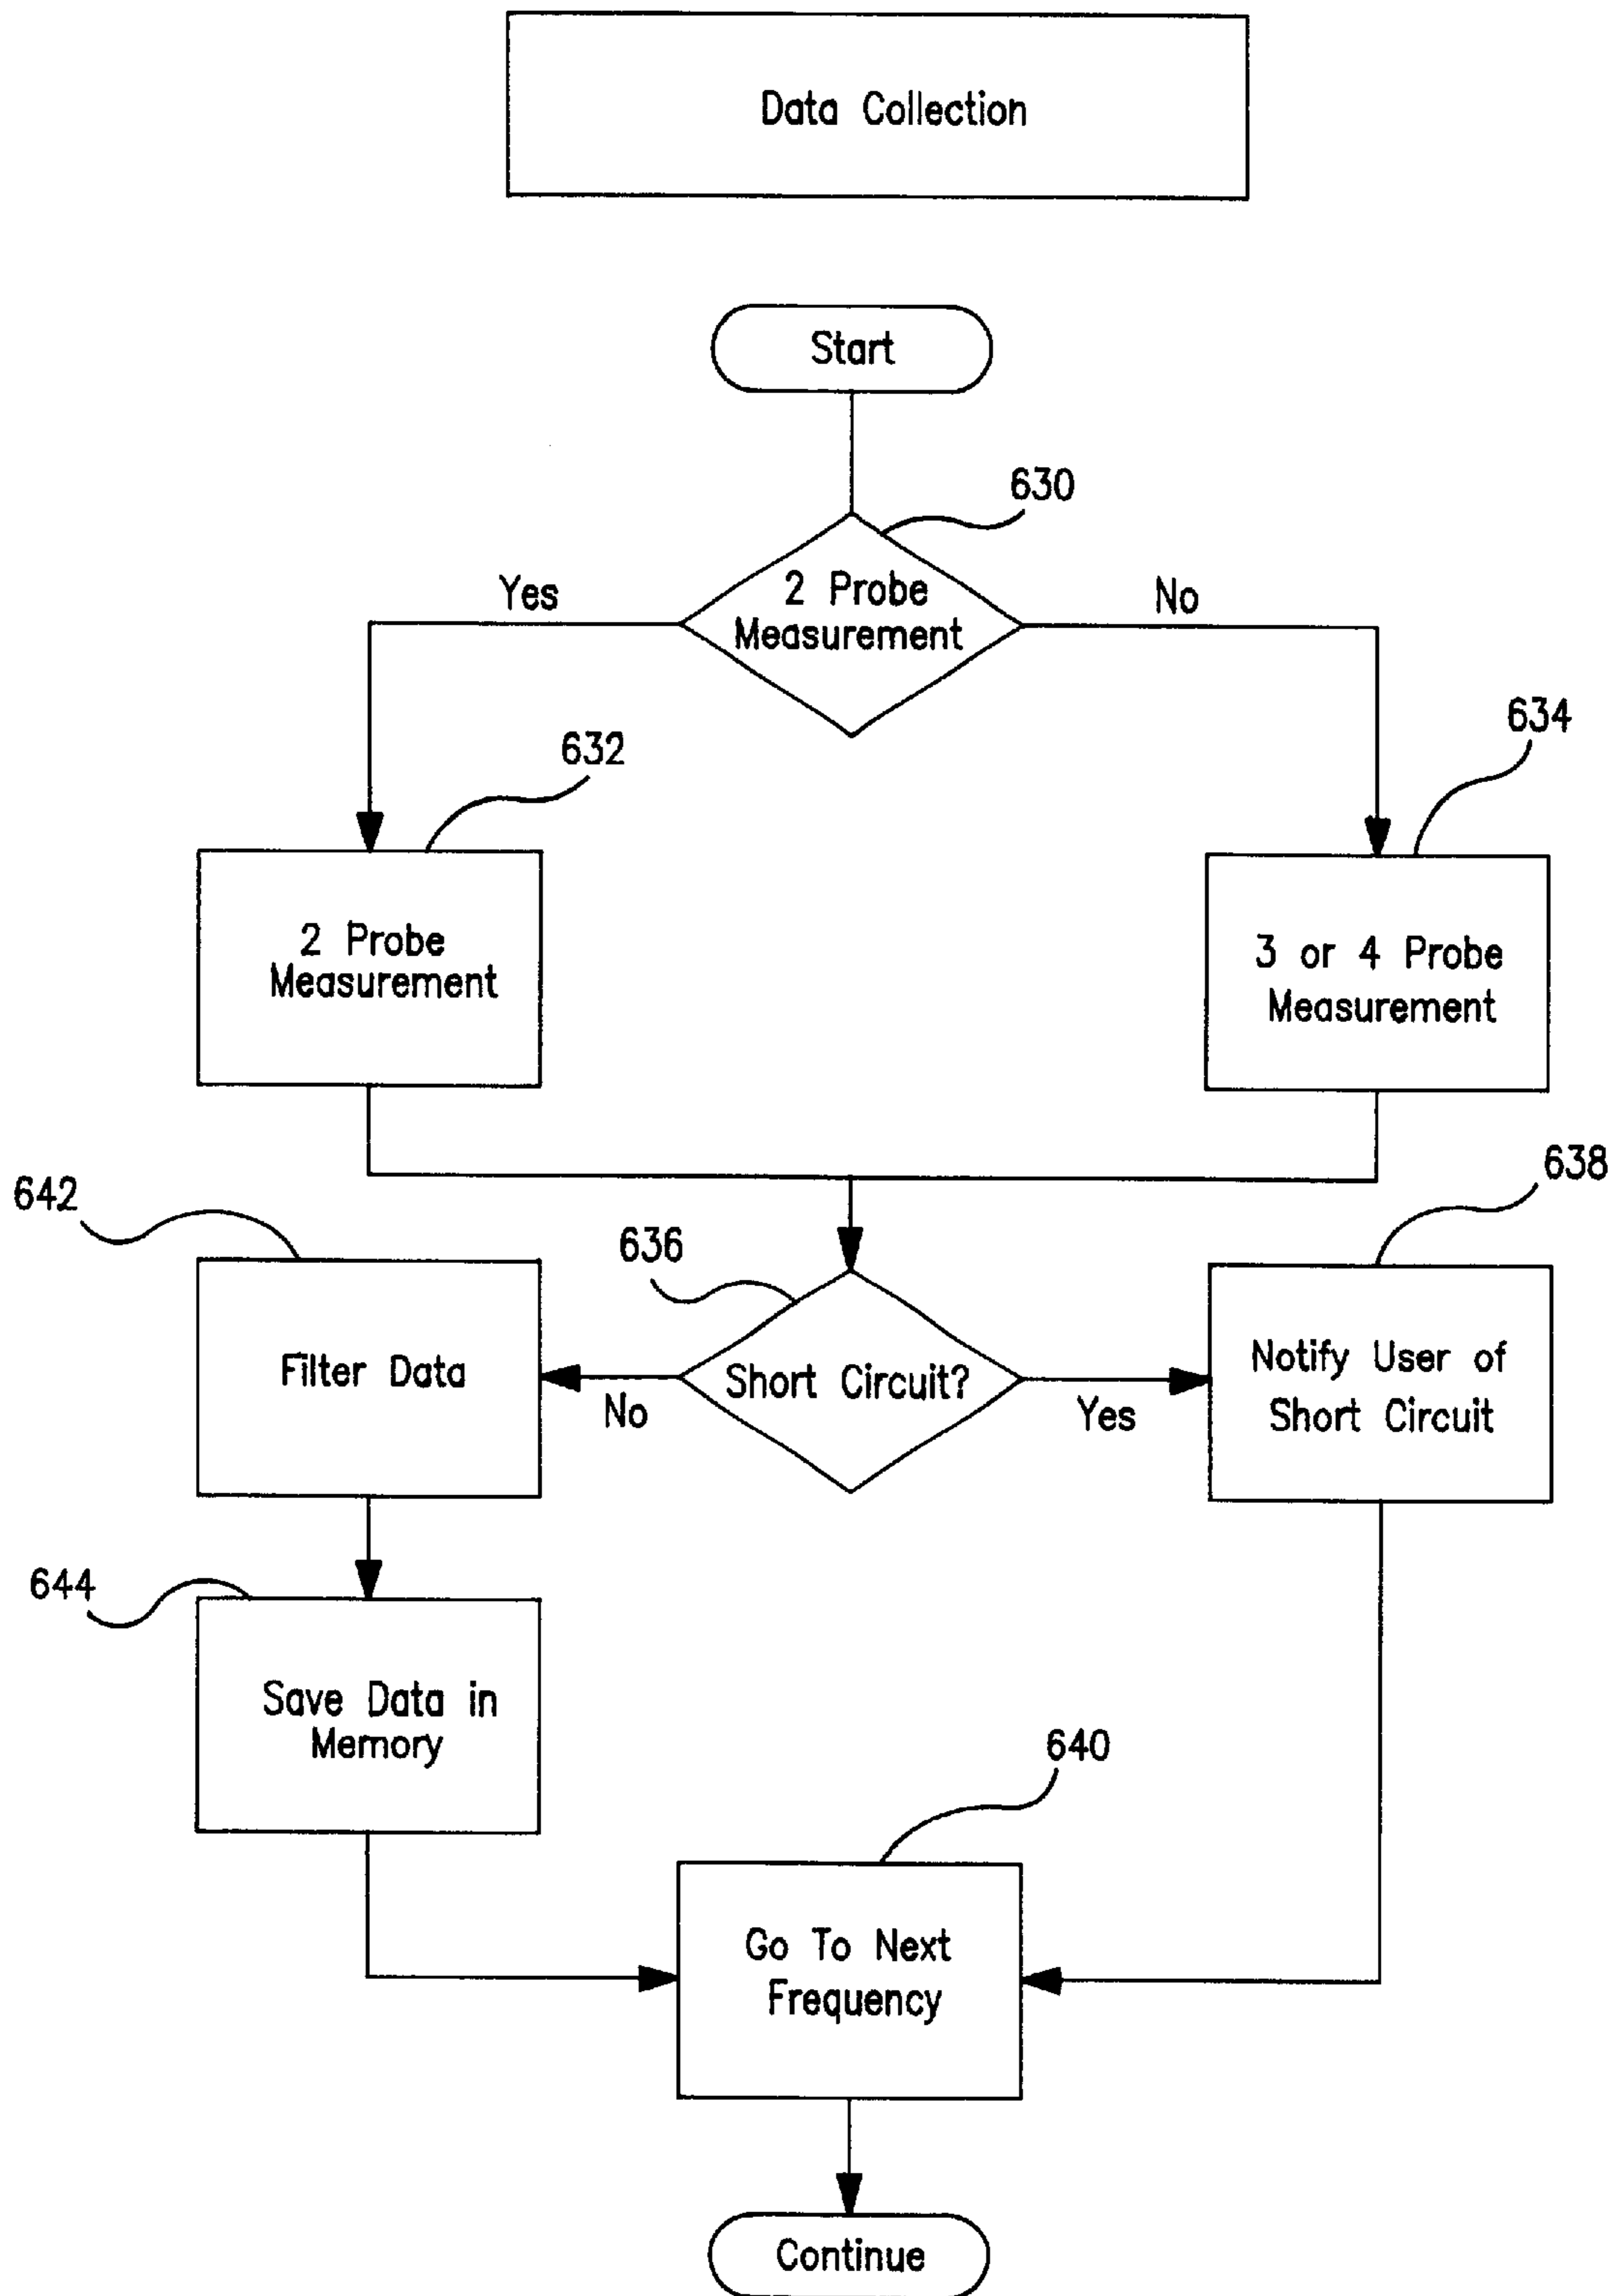 Data Collection
Start
630
2 Probe
Measurement
Yes
No
632
634
2 Probe
Measurement
3 or 4 Probe
Measurement
642
636
638
Filter Data
Short Circuit?
No
Yes
Notify User of
Short Circuit
644
Save Data in
Memory
640
Go To Next
Frequency
Continue